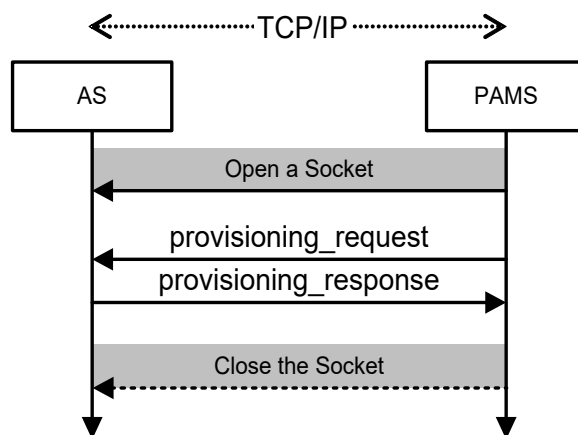 TCP/IP
AS
PAMS
Open a Socket
provisioning_request
provisioning_response
Close the Socket